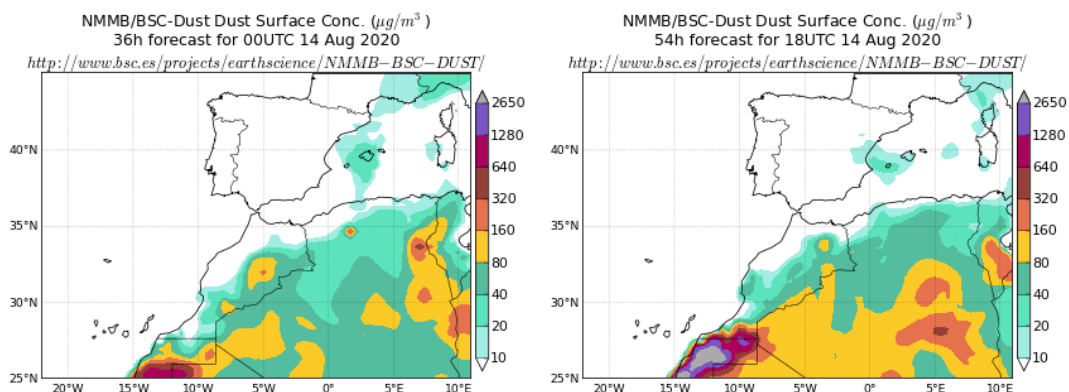 NMMB/BSC-Dust Dust Surface Conc. (μg/m³)
36h forecast for 00UTC 14 Aug 2020
http://www.bsc.es/projects/earthscience/NMMB−BSC−DUST/
40°N
35°N
30°N
25°N
20°W
15°W
10°W
5°W
0°
5°E
10°E
2650
1280
640
320
160
80
40
20
10
NMMB/BSC-Dust Dust Surface Conc. (μg/m³)
54h forecast for 18UTC 14 Aug 2020
http://www.bsc.es/projects/earthscience/NMMB−BSC−DUST/
40°N
35°N
30°N
25°N
20°W
15°W
10°W
5°W
0°
5°E
10°E
2650
1280
640
320
160
80
40
20
10